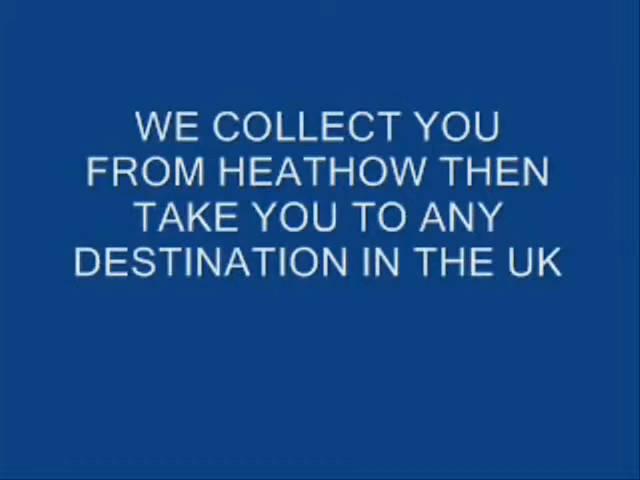 WE COLLECT YOU
FROM HEATHOW THEN
TAKE YOU TO ANY
DESTINATION IN THE UK